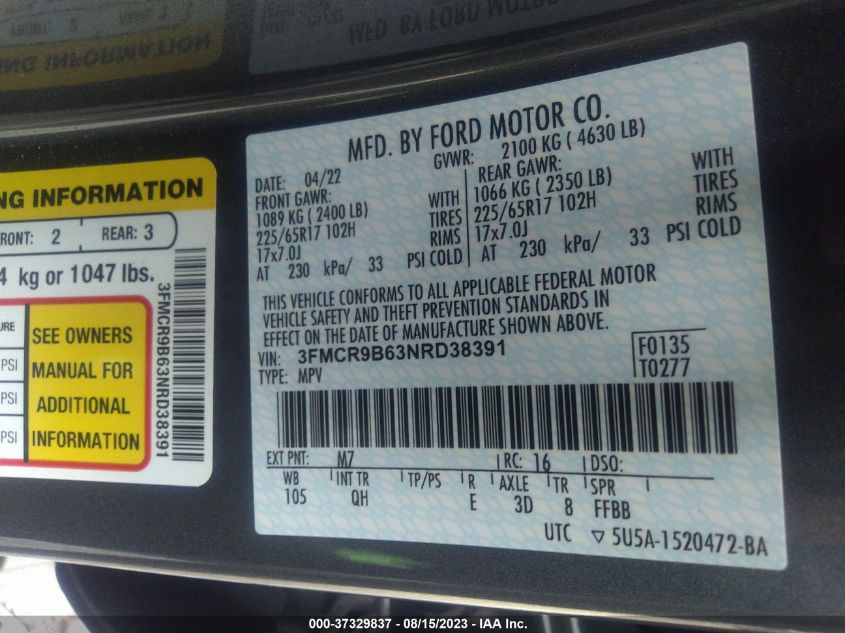 MFD. BY FORD MOTOR CO.
DATE: 04/22 GVWR: 2100 KG ( 4630 LB)
FRONT GAWR: REAR GAWR:
1089 KG ( 2400 LB) WITH 1066 KG ( 2350 LB) WITH
225/65R17 102H TIRES 225/65R17 102H TIRES
17x7.0J RIMS 17x7.0J RIMS
AT 230 kPa/ 33 PSI COLD AT 230 kPa/ 33 PSI COLD
THIS VEHICLE CONFORMS TO ALL APPLICABLE FEDERAL MOTOR
VEHICLE SAFETY AND THEFT PREVENTION STANDARDS IN
EFFECT ON THE DATE OF MANUFACTURE SHOWN ABOVE.
VIN: 3FMCR9B63NRD38391 F0135
TYPE: MPV T0277
EXT PNT: M7 RC: 16 DSO:
WB INT TR TP/PS R AXLE TR SPR
105 QH E 3D 8 FFBB
UTC ▽ 5U5A-1520472-BA
NG INFORMATION
FRONT: 2 REAR: 3
4 kg or 1047 lbs.
3FMCR9B63NRD38391
URE
PSI
PSI
PSI
SEE OWNERS
MANUAL FOR
ADDITIONAL
INFORMATION
000-37329837 - 08/15/2023 - IAA Inc.